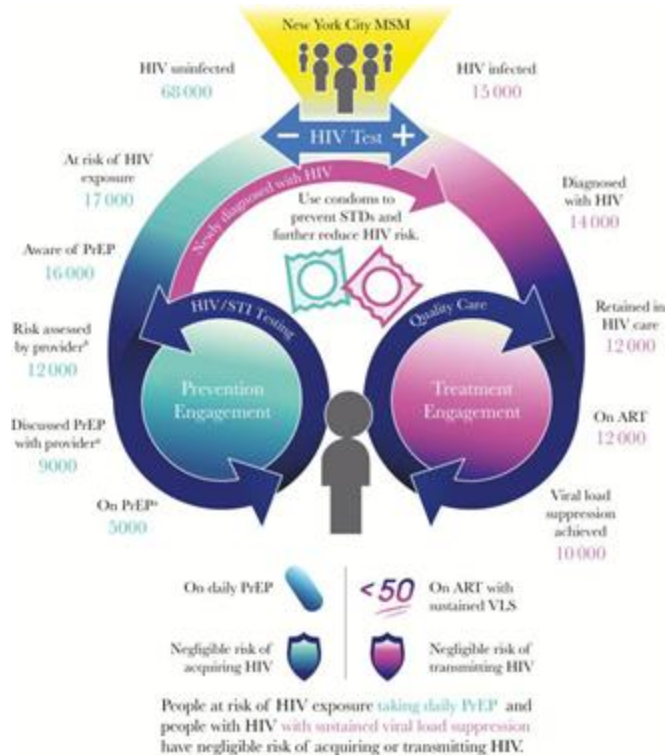 New York City MSM
HIV uninfected
68 000
HIV infected
15 000
− HIV Test +
At risk of HIV
exposure
17 000
Newly diagnosed with HIV
Use condoms to
prevent STDs and
further reduce HIV risk.
Diagnosed
with HIV
14 000
Aware of PrEP
16 000
HIV/STI Testing
Quality Care
Retained in
HIV care
12 000
Risk assessed
by provider
12 000
Prevention
Engagement
Treatment
Engagement
On ART
12 000
Discussed PrEP
with provider
9000
On PrEP
5000
Viral load
suppression
achieved
10 000
On daily PrEP
<50
On ART with
sustained VLS
Negligible risk of
acquiring HIV
Negligible risk of
transmitting HIV
People at risk of HIV exposure taking daily PrEP and
people with HIV with sustained viral load suppression
have negligible risk of acquiring or transmitting HIV.